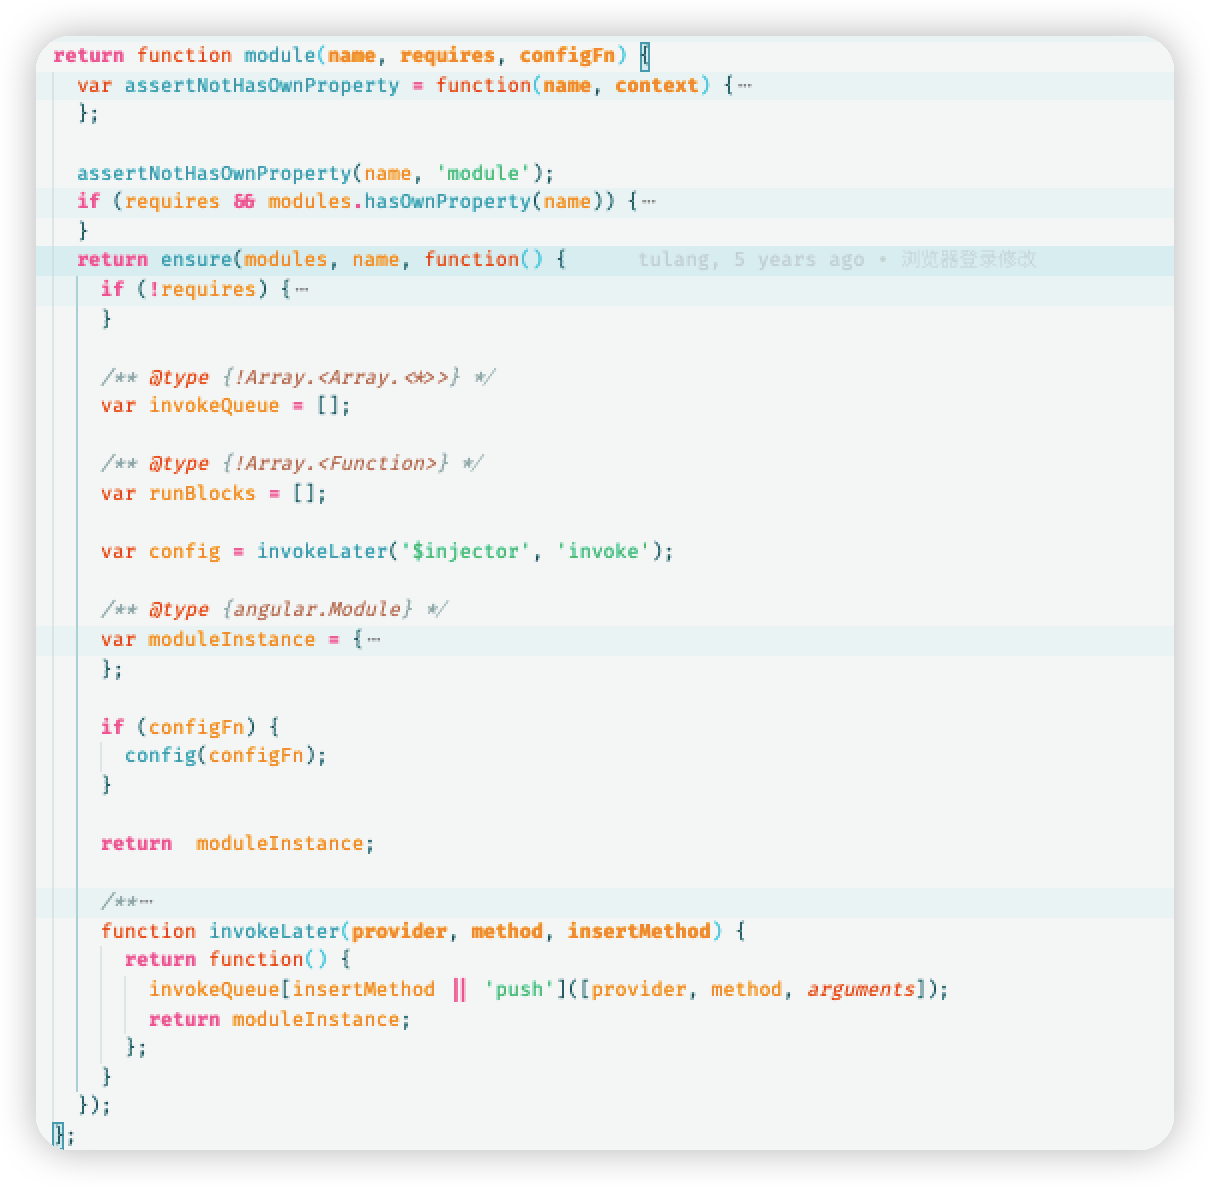 return function module(name, requires, configFn) {
var assertNotHasOwnProperty = function(name, context) {⋯
};
assertNotHasOwnProperty(name, 'module');
if (requires && modules.hasOwnProperty(name)) {⋯
}
return ensure(modules, name, function() { tulang, 5 years ago • 浏览器登录修改
if (!requires) {⋯
}
/** @type {!Array.<Array.<*>>} */
var invokeQueue = [];
/** @type {!Array.<Function>} */
var runBlocks = [];
var config = invokeLater('$injector', 'invoke');
/** @type {angular.Module} */
var moduleInstance = {⋯
};
if (configFn) {
config(configFn);
}
return  moduleInstance;
/**⋯
function invokeLater(provider, method, insertMethod) {
return function() {
invokeQueue[insertMethod || 'push']([provider, method, arguments]);
return moduleInstance;
};
}
});
};